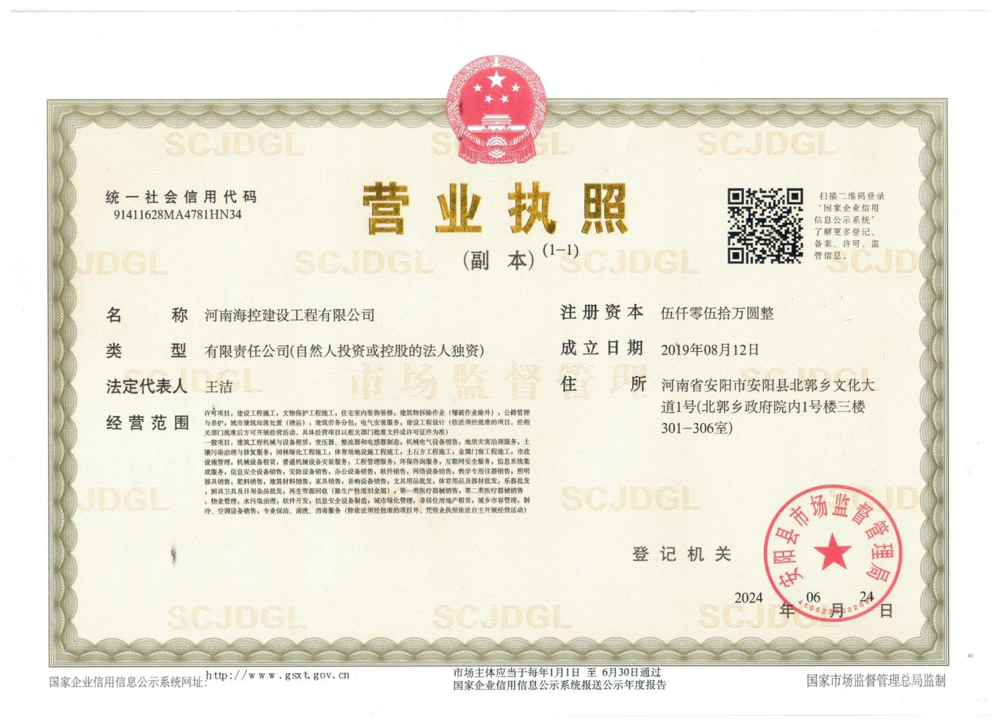 统一社会信用代码
91411628MA4781HN34
营业执照
(副 本) (1-1)
扫描二维码登录
'国家企业信用
信息公示系统'
了解更多登记、
备案、许可、监
管信息。
名 称 河南海控建设工程有限公司
类 型 有限责任公司(自然人投资或控股的法人独资)
法定代表人 王洁
经营范围
许可项目：建设工程施工；文物保护工程施工；住宅室内装饰装修；建筑物拆除作业（爆破作业除外）；公路管理
与养护；城市建筑垃圾处置（清运）；建筑劳务分包；电气安装服务；建设工程设计（依法须经批准的项目，经相
关部门批准后方可开展经营活动，具体经营项目以相关部门批准文件或许可证件为准）
一般项目：建筑工程机械与设备租赁；变压器、整流器和电感器制造；机械电气设备销售；地质灾害治理服务；土
壤污染治理与修复服务；园林绿化工程施工；体育场地设施工程施工；土石方工程施工；金属门窗工程施工；市政
设施管理；机械设备租赁；普通机械设备安装服务；工程管理服务；环保咨询服务；互联网安全服务；信息系统集
成服务；信息安全设备销售；安防设备销售；办公设备销售；软件销售；网络设备销售；教学专用仪器销售；照明
器具销售；肥料销售；建筑材料销售；家具销售；音响设备销售；文具用品批发；体育用品及器材批发；乐器批发
；厨具卫具及日用杂品批发；再生资源回收（除生产性废旧金属）；第一类医疗器械销售；第二类医疗器械销售
；物业管理；水污染治理；软件开发；信息安全设备制造；城市绿化管理；非居住房地产租赁；城乡市容管理；制
冷、空调设备销售；专业保洁、清洗、消毒服务（除依法须经批准的项目外，凭营业执照依法自主开展经营活动）
注册资本 伍仟零伍拾万圆整
成立日期 2019年08月12日
住 所 河南省安阳市安阳县北郭乡文化大
道1号(北郭乡政府院内1号楼三楼
301-306室)
登记机关
安阳县市场监督管理局
2024 年 06 月 24 日
国家企业信用信息公示系统网址：http://www.gsxt.gov.cn
市场主体应当于每年1月1日 至 6月30日通过
国家企业信用信息公示系统报送公示年度报告
国家市场监督管理总局监制
SCJDGL
市场监督管理